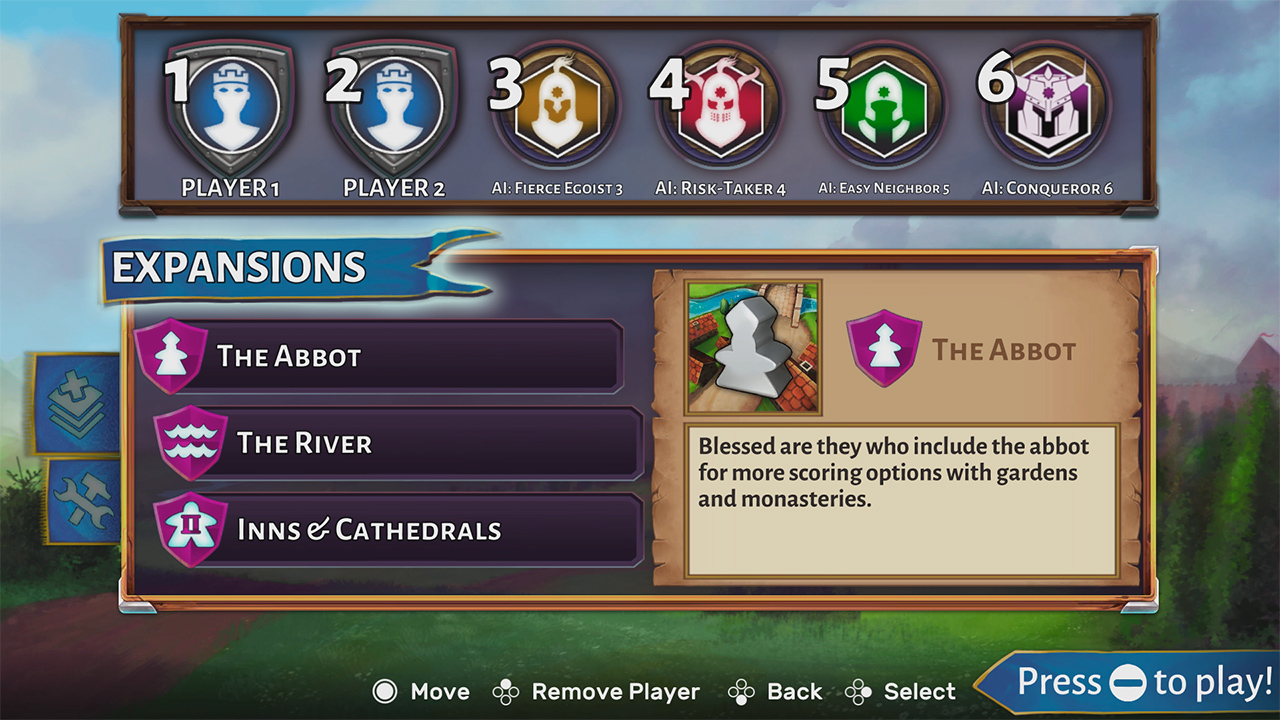 1 2 3 4 5 6
PLAYER 1 PLAYER 2 AI: FIERCE EGOIST 3 AI: RISK-TAKER 4 AI: EASY NEIGHBOR 5 AI: CONQUEROR 6
EXPANSIONS
THE ABBOT
THE RIVER
II
INNS & CATHEDRALS
THE ABBOT
Blessed are they who include the abbot
for more scoring options with gardens
and monasteries.
Move Remove Player Back Select
Press to play!